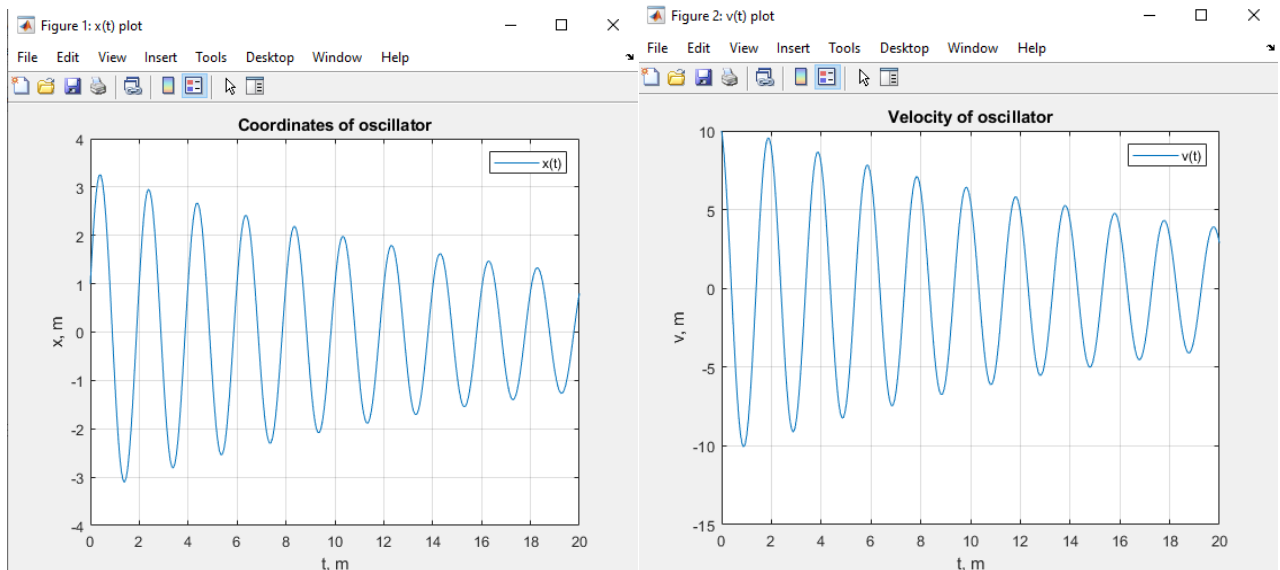 Figure 1: x(t) plot
File Edit View Insert Tools Desktop Window Help
Coordinates of oscillator
x(t)
4
3
2
1
0
-1
-2
-3
-4
x, m
0 2 4 6 8 10 12 14 16 18 20
t, m
Figure 2: v(t) plot
File Edit View Insert Tools Desktop Window Help
Velocity of oscillator
v(t)
10
5
0
-5
-10
-15
v, m
0 2 4 6 8 10 12 14 16 18 20
t, m